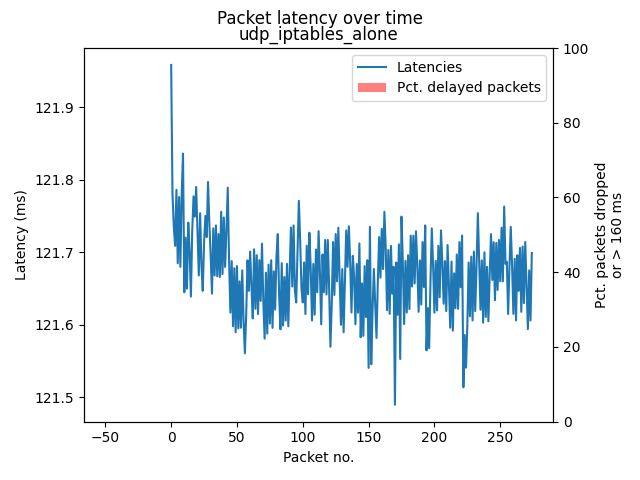 Packet latency over time
udp_iptables_alone
Latencies
Pct. delayed packets
Latency (ms)
121.9
121.8
121.7
121.6
121.5
100
80
60
40
20
0
Pct. packets dropped
or > 160 ms
−50
0
50
100
150
200
250
Packet no.